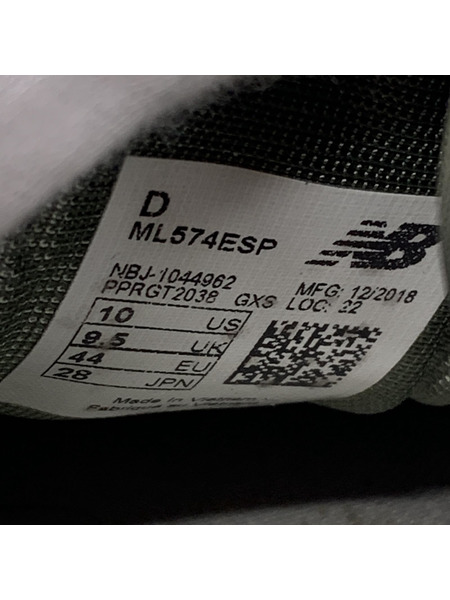 D
ML574ESP
NBJ-1044962
PPRGT2038 GXS
MFG: 12/2018
LOC: 22
10 US
9.5 UK
44 EU
28 JPN
Made in Vietnam
NB